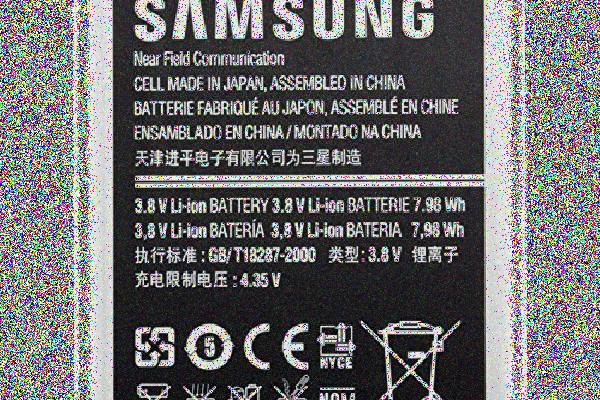 SAMSUNG
Near Field Communication
CELL MADE IN JAPAN, ASSEMBLED IN CHINA
BATTERIE FABRIQUÉ AU JAPON, ASSEMBLÉ EN CHINE
ENSAMBLADO EN CHINA / MONTADO NA CHINA
天津进平电子有限公司为三星制造
3.8 V Li-ion BATTERY 3.8 V Li-ion BATTERIE 7.98 Wh
3,8 V Li-ion BATERÍA 3,8 V Li-ion BATERIA 7,98 Wh
执行标准 : GB/T18287-2000 类型 : 3.8 V 锂离子
充电限制电压 : 4.35 V
5 CE NYCE
NOM